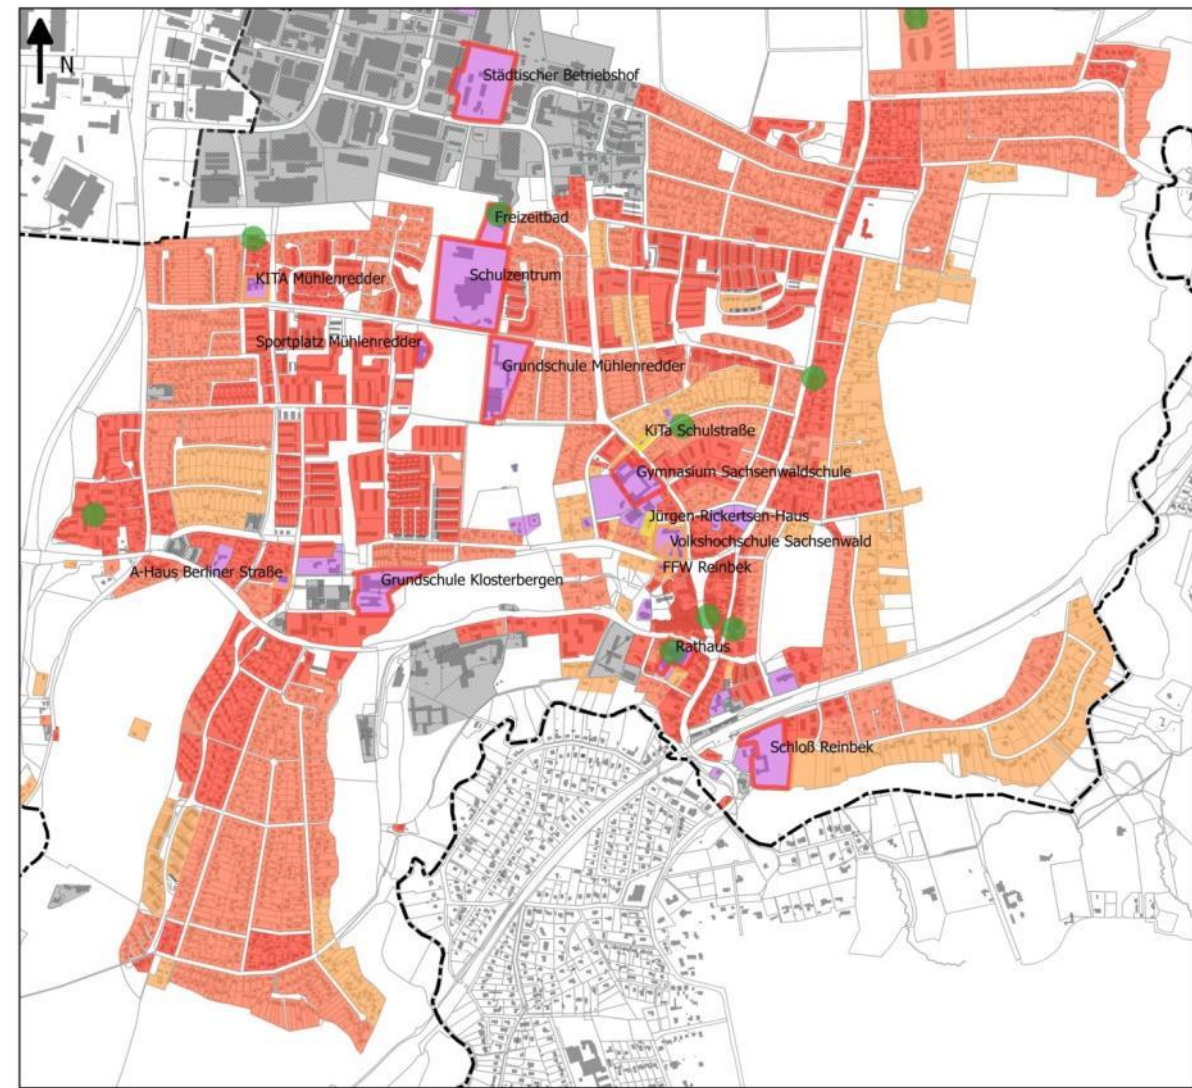 N
Städtischer Betriebshof
Freizeitbad
Schulzentrum
KITA Mühlenredder
Sportplatz Mühlenredder
Grundschule Mühlenredder
KiTa Schulstraße
Gymnasium Sachsenwaldschule
Jürgen-Rickertsen-Haus
Volkshochschule Sachsenwald
FFW Reinbek
A-Haus Berliner Straße
Grundschule Klosterbergen
Rathaus
Schloß Reinbek